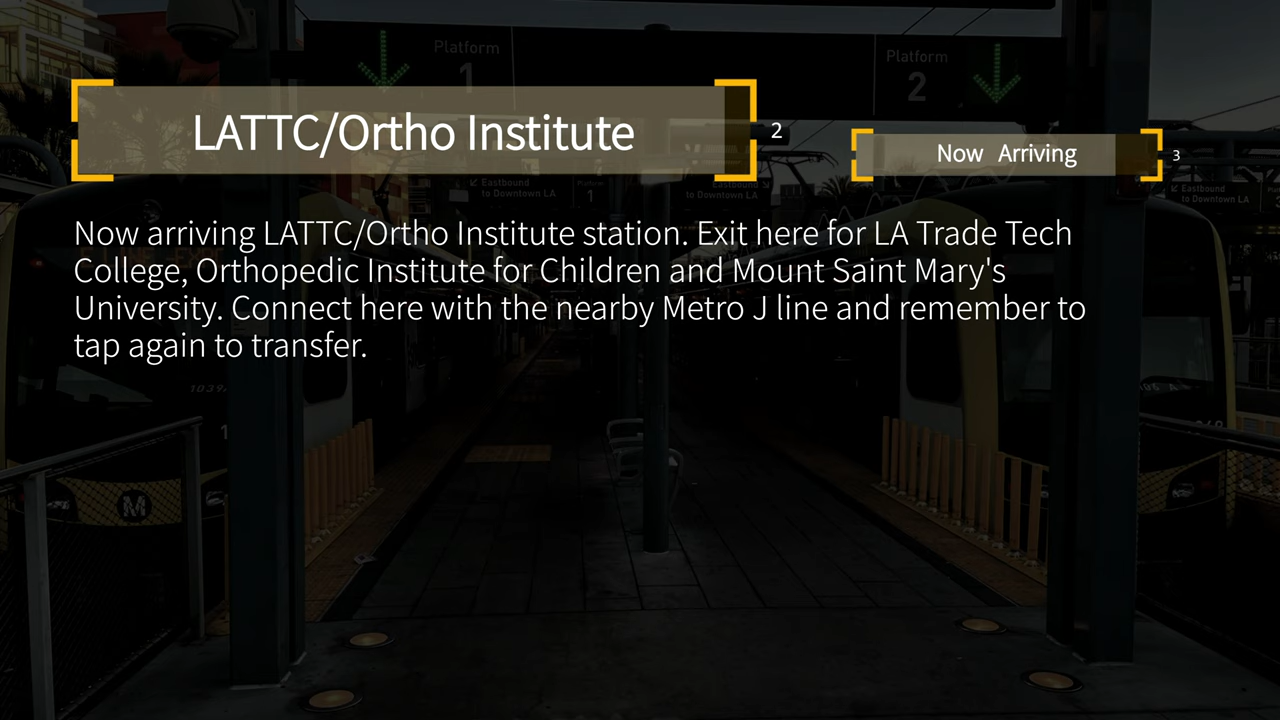 Platform
1
Platform
2
LATTC/Ortho Institute
2
Now Arriving
3
Eastbound
to Downtown LA
Platform
1
Eastbound
to Downtown LA
Eastbound
to Downtown LA
Now arriving LATTC/Ortho Institute station. Exit here for LA Trade Tech
College, Orthopedic Institute for Children and Mount Saint Mary's
University. Connect here with the nearby Metro J line and remember to
tap again to transfer.
M